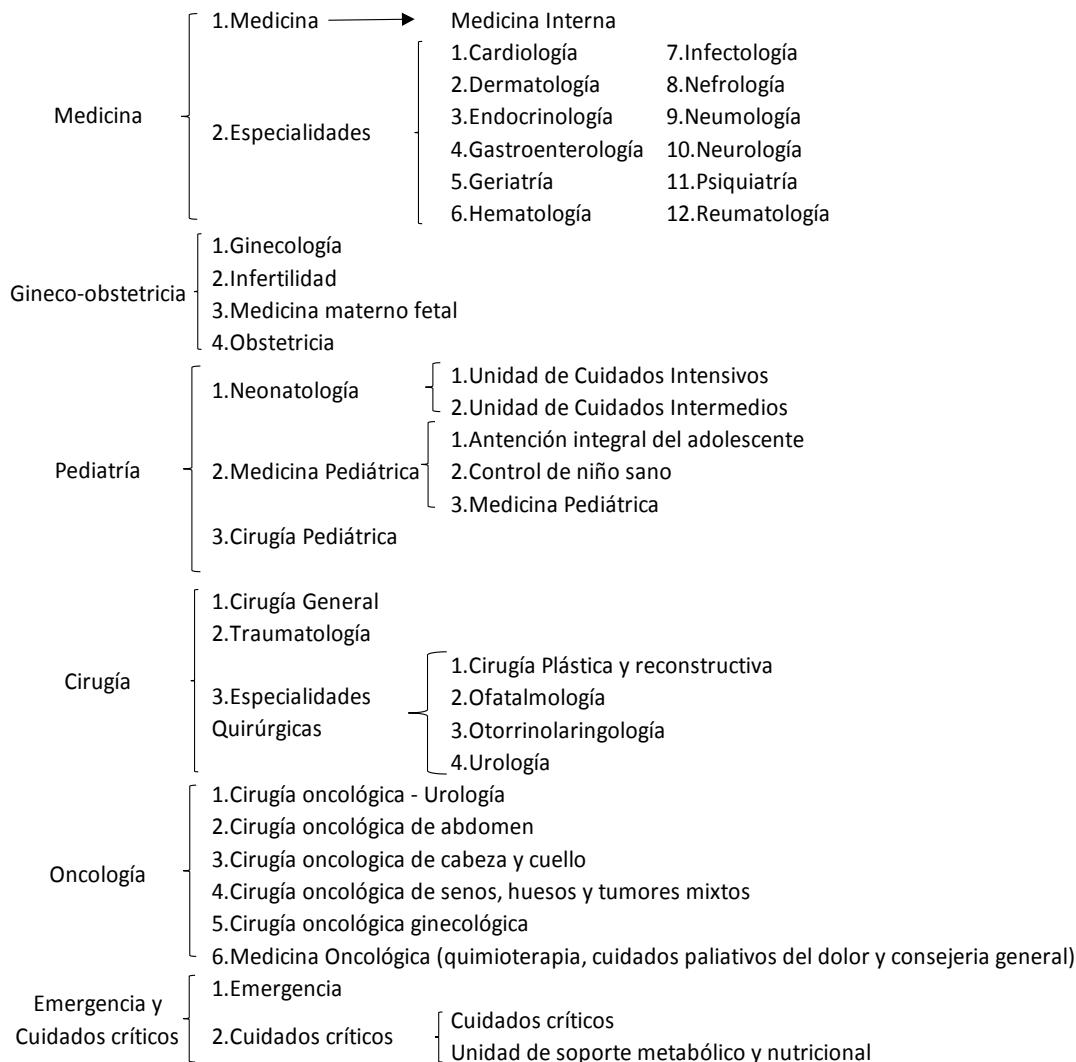 1.Medicina Medicina Interna
Medicina
2.Especialidades
1.Cardiología 7.Infectología
2.Dermatología 8.Nefrología
3.Endocrinología 9.Neumología
4.Gastroenterología 10.Neurología
5.Geriatría 11.Psiquiatría
6.Hematología 12.Reumatología
Gineco-obstetricia
1.Ginecología
2.Infertilidad
3.Medicina materno fetal
4.Obstetricia
Pediatría
1.Neonatología
1.Unidad de Cuidados Intensivos
2.Unidad de Cuidados Intermedios
2.Medicina Pediátrica
1.Antención integral del adolescente
2.Control de niño sano
3.Medicina Pediátrica
3.Cirugía Pediátrica
Cirugía
1.Cirugía General
2.Traumatología
3.Especialidades
Quirúrgicas
1.Cirugía Plástica y reconstructiva
2.Ofatalmología
3.Otorrinolaringología
4.Urología
Oncología
1.Cirugía oncológica - Urología
2.Cirugía oncológica de abdomen
3.Cirugía oncologica de cabeza y cuello
4.Cirugía oncológica de senos, huesos y tumores mixtos
5.Cirugía oncológica ginecológica
6.Medicina Oncológica (quimioterapia, cuidados paliativos del dolor y consejeria general)
Emergencia y
Cuidados críticos
1.Emergencia
2.Cuidados críticos
Cuidados críticos
Unidad de soporte metabólico y nutricional